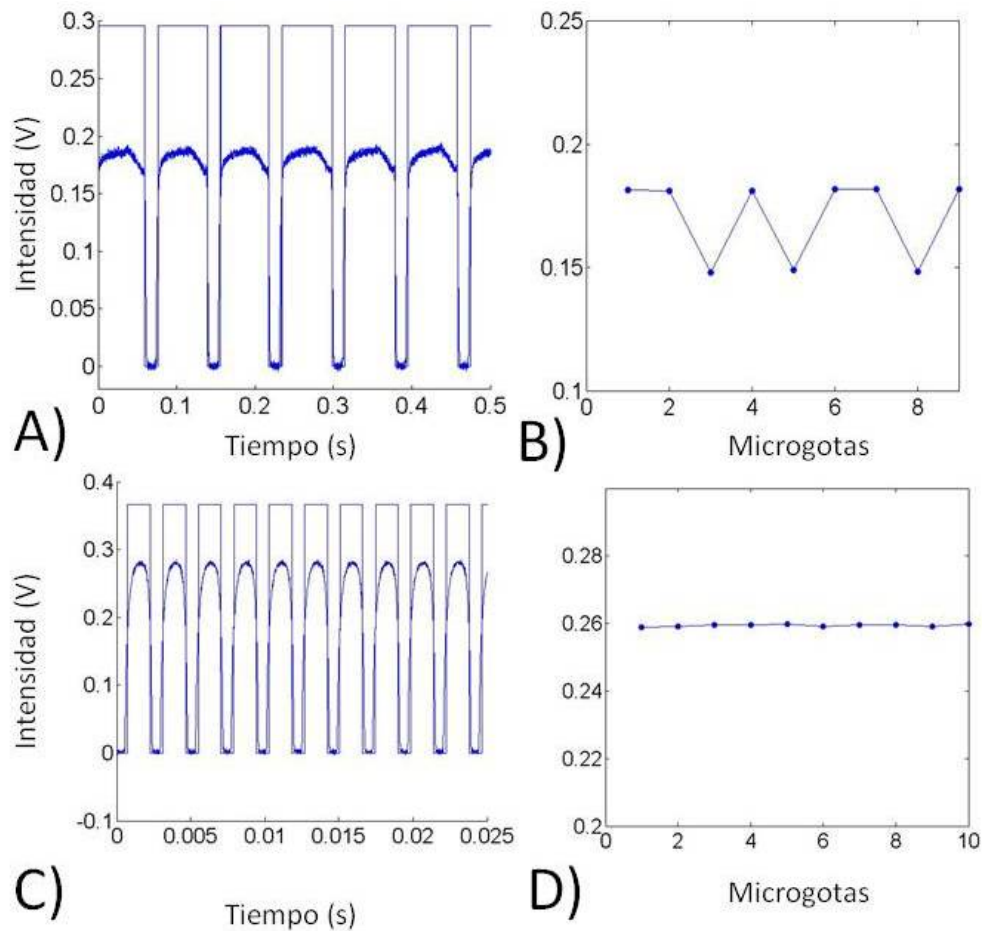 0.3
0.25
0.2
0.15
0.1
0.05
0
Intensidad (V)
0 0.1 0.2 0.3 0.4 0.5
A)
Tiempo (s)
0.25
0.2
0.15
0.1
0 2 4 6 8
B)
Microgotas
0.4
0.3
0.2
0.1
0
-0.1
Intensidad (V)
0 0.005 0.01 0.015 0.02 0.025
C)
Tiempo (s)
0.28
0.26
0.24
0.22
0.2
0 2 4 6 8 10
D)
Microgotas